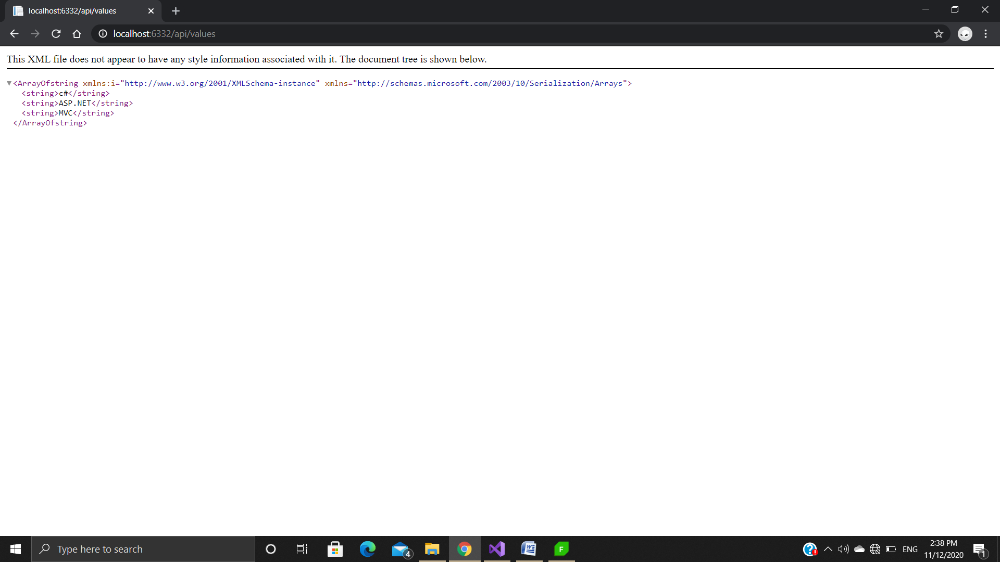 localhost:6332/api/values
localhost:6332/api/values
This XML file does not appear to have any style information associated with it. The document tree is shown below.
<ArrayOfstring xmlns:i="http://www.w3.org/2001/XMLSchema-instance" xmlns="http://schemas.microsoft.com/2003/10/Serialization/Arrays">
<string>c#</string>
<string>ASP.NET</string>
<string>MVC</string>
</ArrayOfstring>
Type here to search
4
F
ENG
2:38 PM
11/12/2020
1